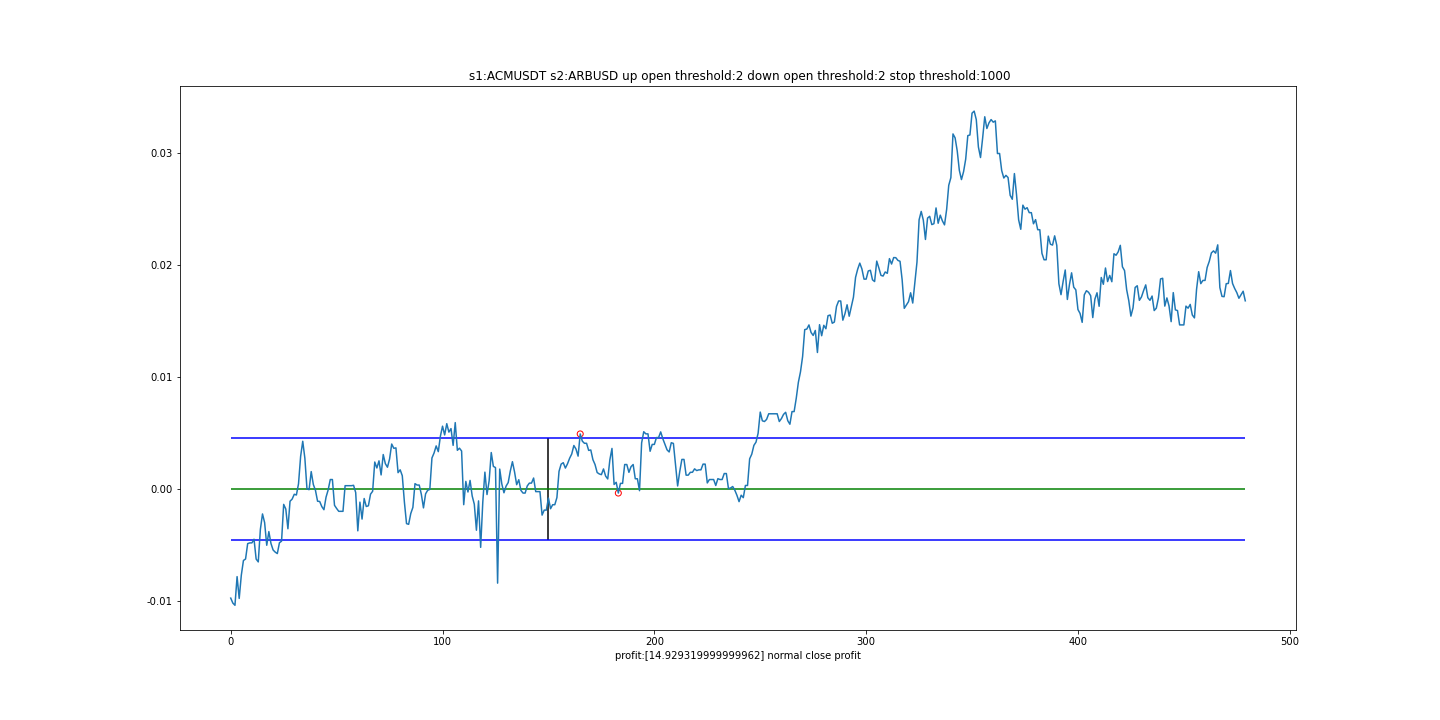 s1:ACMUSDT s2:ARBUSD up open threshold:2 down open threshold:2 stop threshold:1000
0.03
0.02
0.01
0.00
-0.01
0 100 200 300 400 500
profit:[14.929319999999962] normal close profit